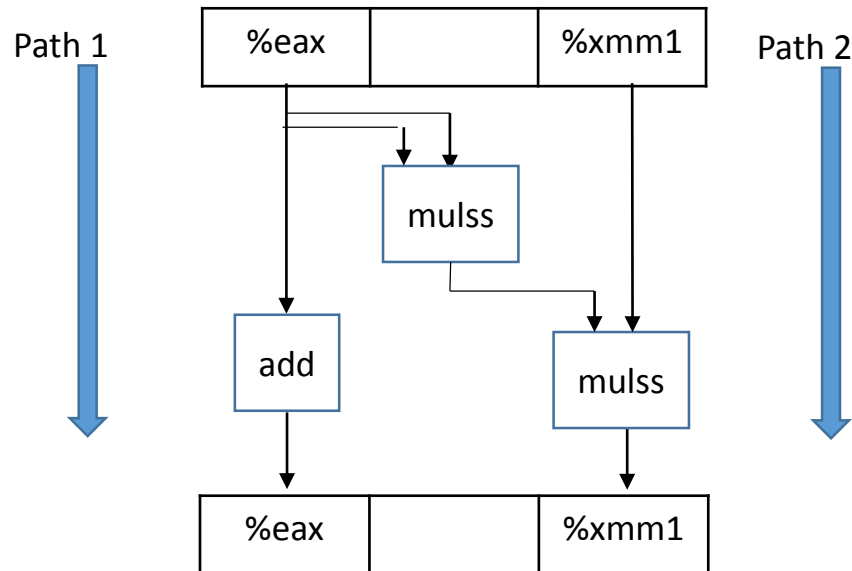 Path 1
%eax
%xmm1
Path 2
mulss
add
mulss
%eax
%xmm1